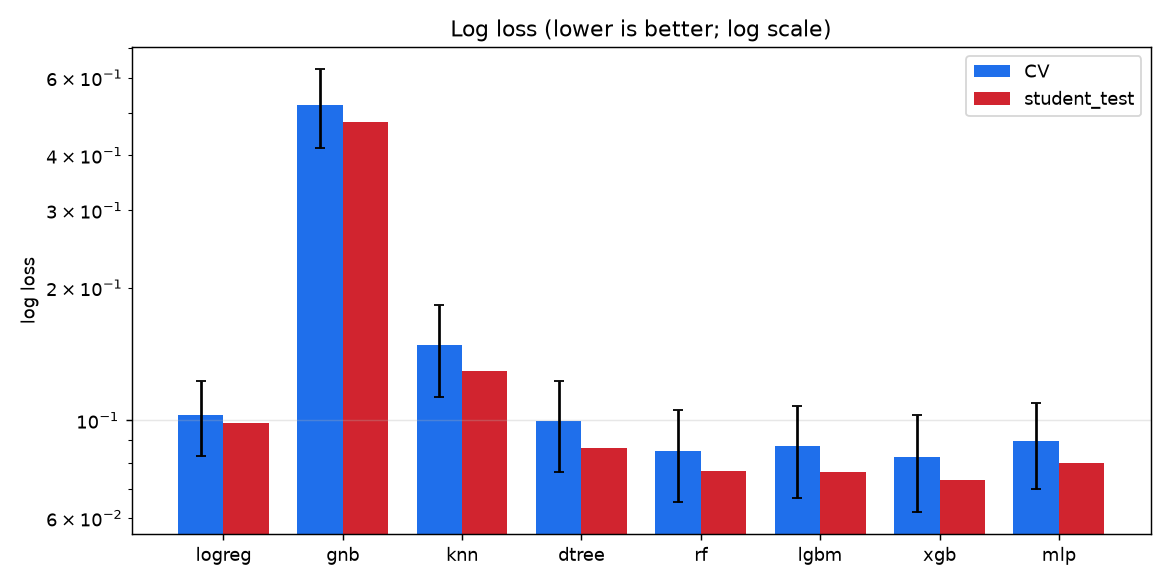 Log loss (lower is better; log scale)
CV
student_test
log loss
6 × 10⁻¹
4 × 10⁻¹
3 × 10⁻¹
2 × 10⁻¹
10⁻¹
6 × 10⁻²
logreg gnb knn dtree rf lgbm xgb mlp